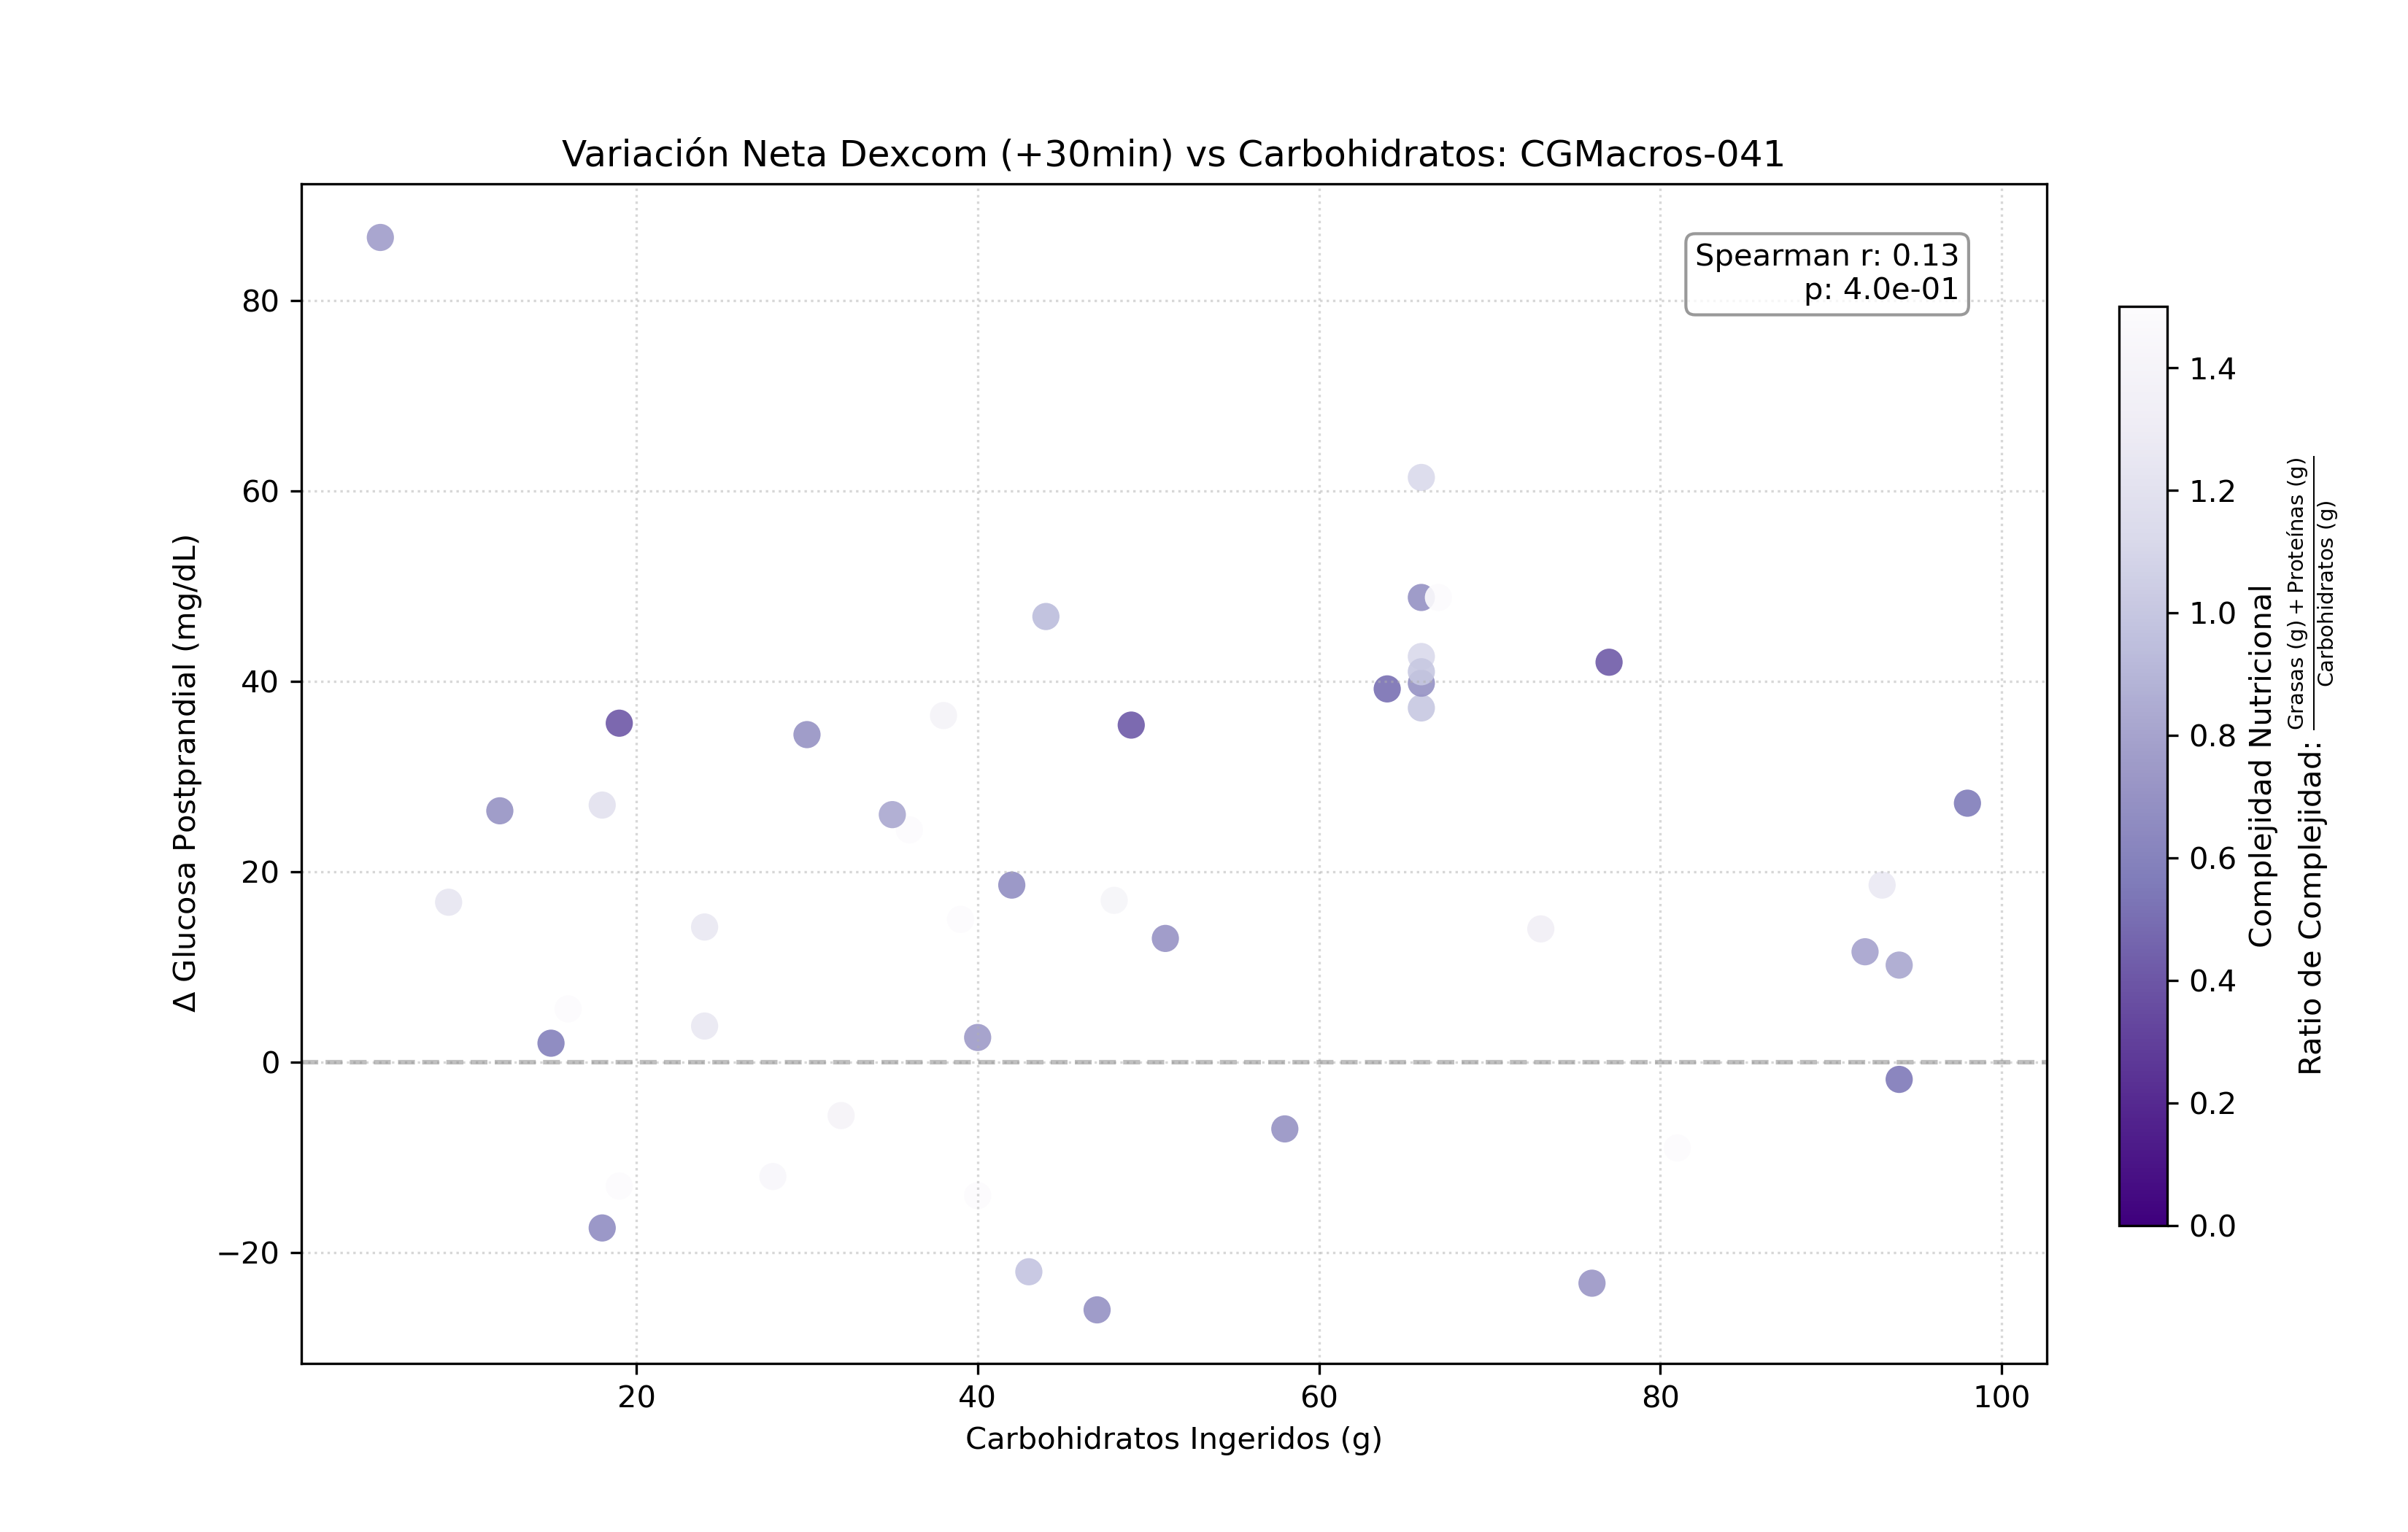 Variación Neta Dexcom (+30min) vs Carbohidratos: CGMacros-041
Spearman r: 0.13
p: 4.0e-01
Δ Glucosa Postprandial (mg/dL)
80
60
40
20
0
−20
20
40
60
80
100
Carbohidratos Ingeridos (g)
1.4
1.2
1.0
0.8
0.6
0.4
0.2
0.0
Complejidad Nutricional
Ratio de Complejidad: Grasas (g) + Proteínas (g)
Carbohidratos (g)